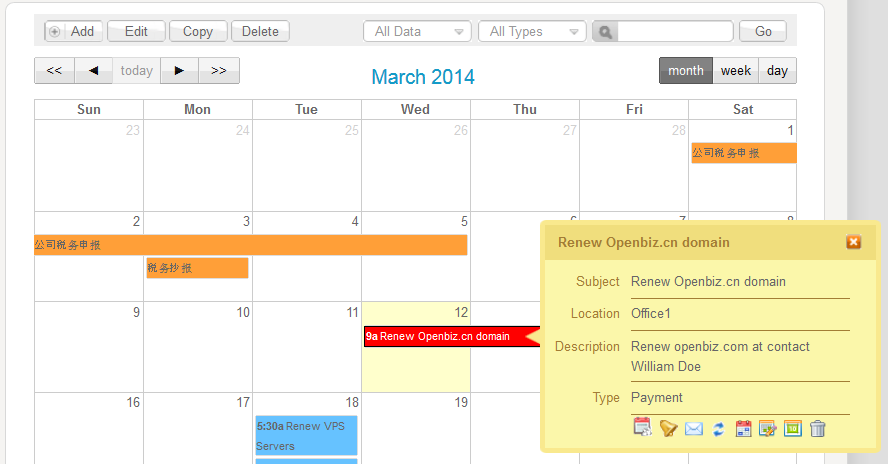 Add Edit Copy Delete All Data All Types Go
<< ◀ today ▶ >> March 2014 month week day
Sun Mon Tue Wed Thu Fri Sat
23 24 25 26 27 28 1
公司税务申报
2 3 4 5
公司税务申报
税务抄报
Renew Openbiz.cn domain
Subject Renew Openbiz.cn domain
Location Office1
Description Renew openbiz.com at contact
William Doe
Type Payment
9 10 11 12
9a Renew Openbiz.cn domain
16 17 18 19
5:30a Renew VPS
Servers